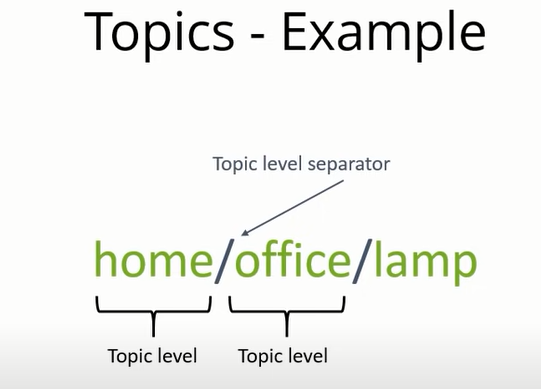 Topics - Example
Topic level separator
home/office/lamp
Topic level Topic level